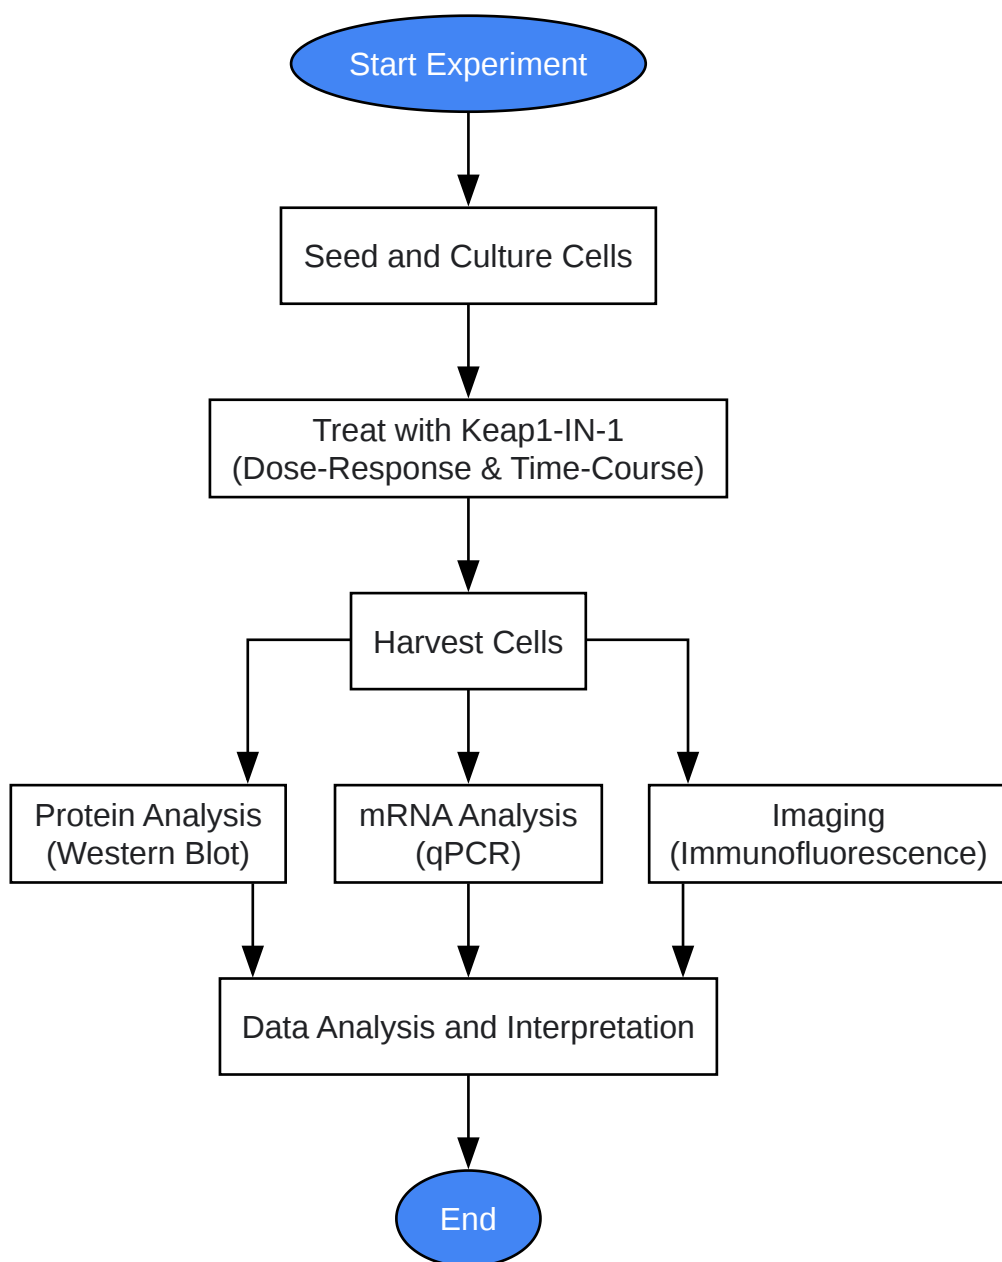 Start Experiment
Seed and Culture Cells
Treat with Keap1-IN-1
(Dose-Response & Time-Course)
Harvest Cells
Protein Analysis
(Western Blot)
mRNA Analysis
(qPCR)
Imaging
(Immunofluorescence)
Data Analysis and Interpretation
End